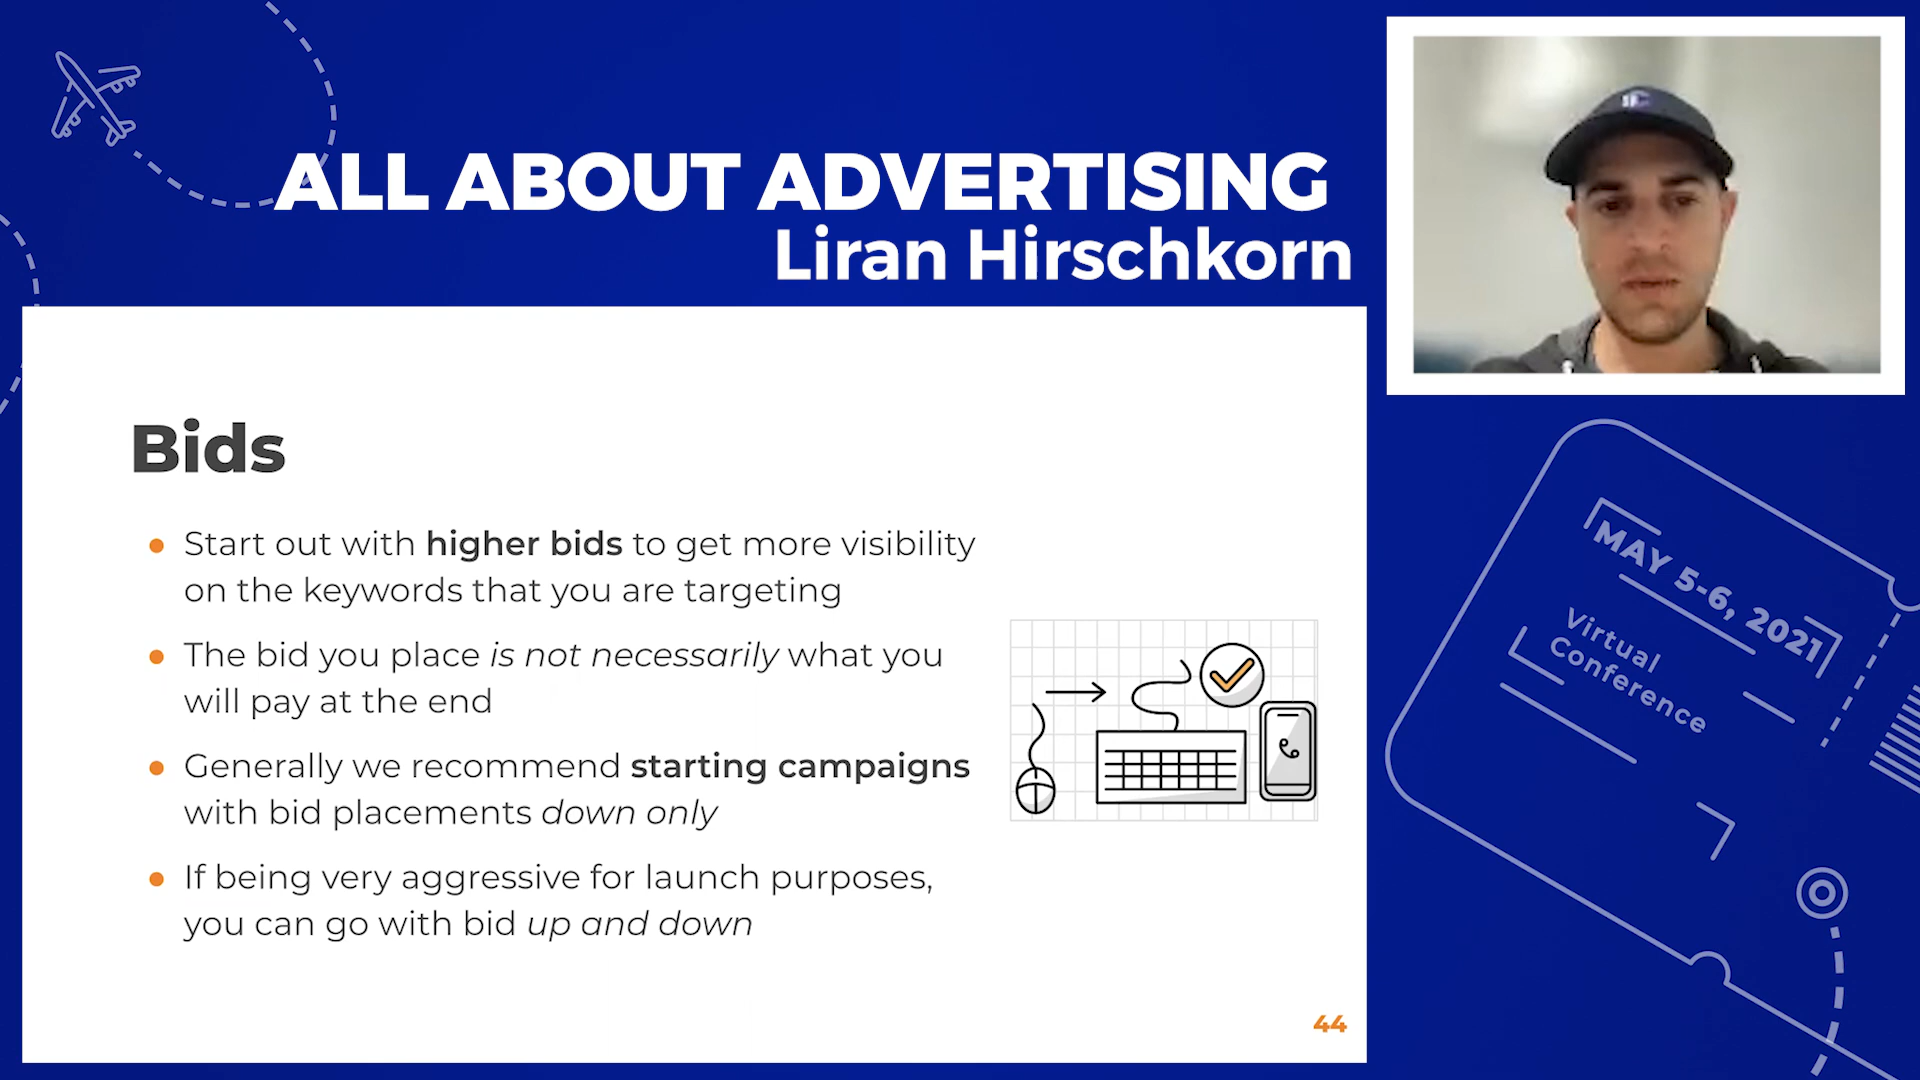 ALL ABOUT ADVERTISING
Liran Hirschkorn
Bids
Start out with higher bids to get more visibility
on the keywords that you are targeting
The bid you place is not necessarily what you
will pay at the end
Generally we recommend starting campaigns
with bid placements down only
If being very aggressive for launch purposes,
you can go with bid up and down
44
MAY 5-6, 2021
Virtual
Conference